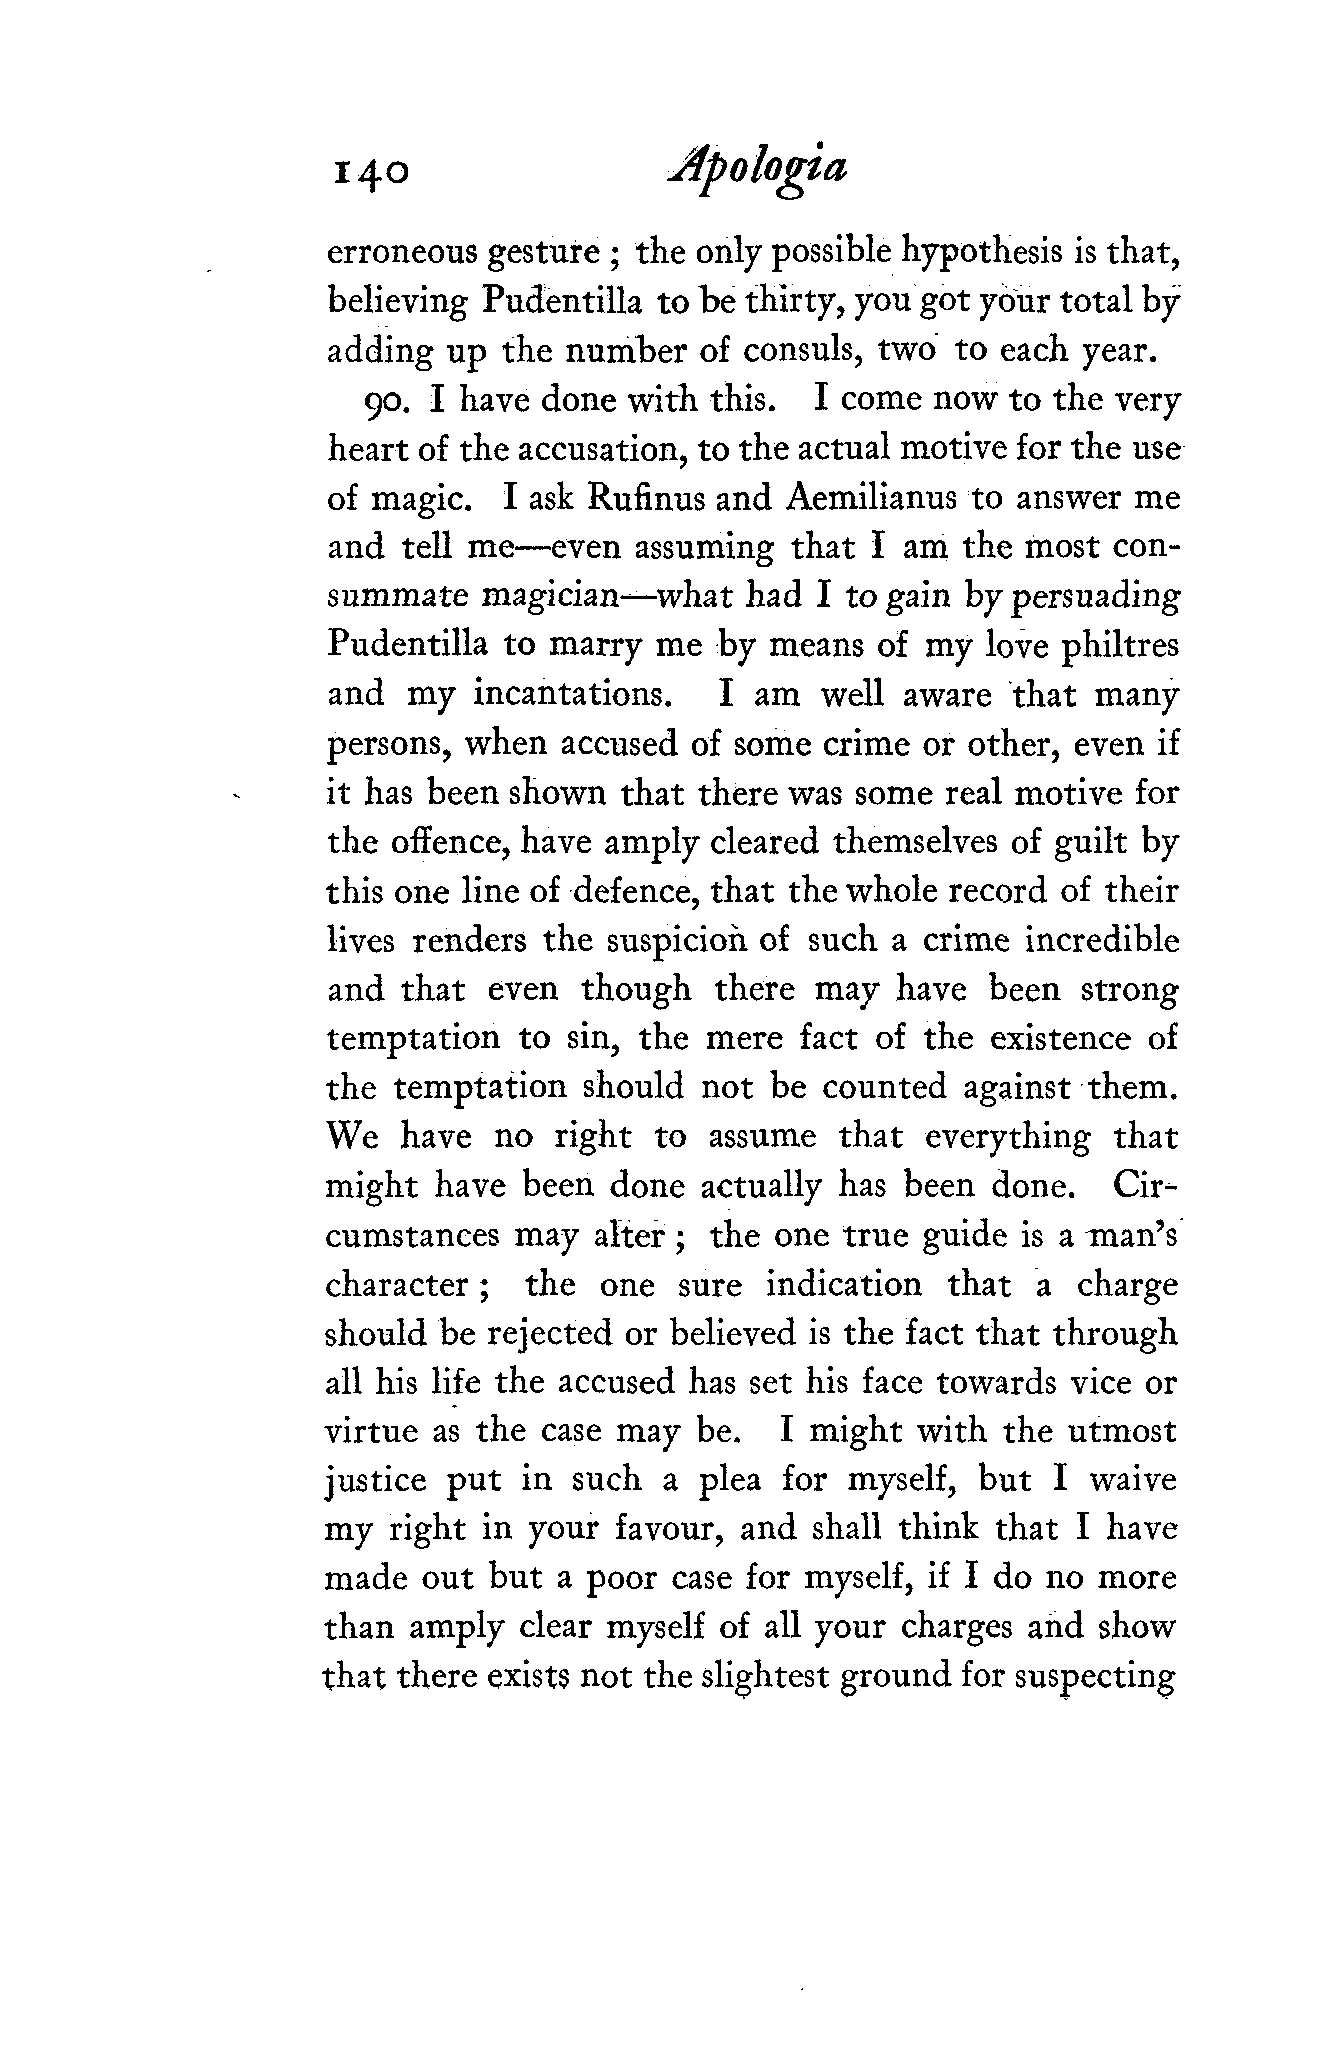 140 Apologia
erroneous gesture ; the only possible hypothesis is that,
believing Pudentilla to be thirty, you got your total by
adding up the number of consuls, two to each year.
90. I have done with this. I come now to the very
heart of the accusation, to the actual motive for the use
of magic. I ask Rufinus and Aemilianus to answer me
and tell me—even assuming that I am the most con-
summate magician—what had I to gain by persuading
Pudentilla to marry me by means of my love philtres
and my incantations. I am well aware that many
persons, when accused of some crime or other, even if
it has been shown that there was some real motive for
the offence, have amply cleared themselves of guilt by
this one line of defence, that the whole record of their
lives renders the suspicion of such a crime incredible
and that even though there may have been strong
temptation to sin, the mere fact of the existence of
the temptation should not be counted against them.
We have no right to assume that everything that
might have been done actually has been done. Cir-
cumstances may alter ; the one true guide is a man's
character ; the one sure indication that a charge
should be rejected or believed is the fact that through
all his life the accused has set his face towards vice or
virtue as the case may be. I might with the utmost
justice put in such a plea for myself, but I waive
my right in your favour, and shall think that I have
made out but a poor case for myself, if I do no more
than amply clear myself of all your charges and show
that there exists not the slightest ground for suspecting